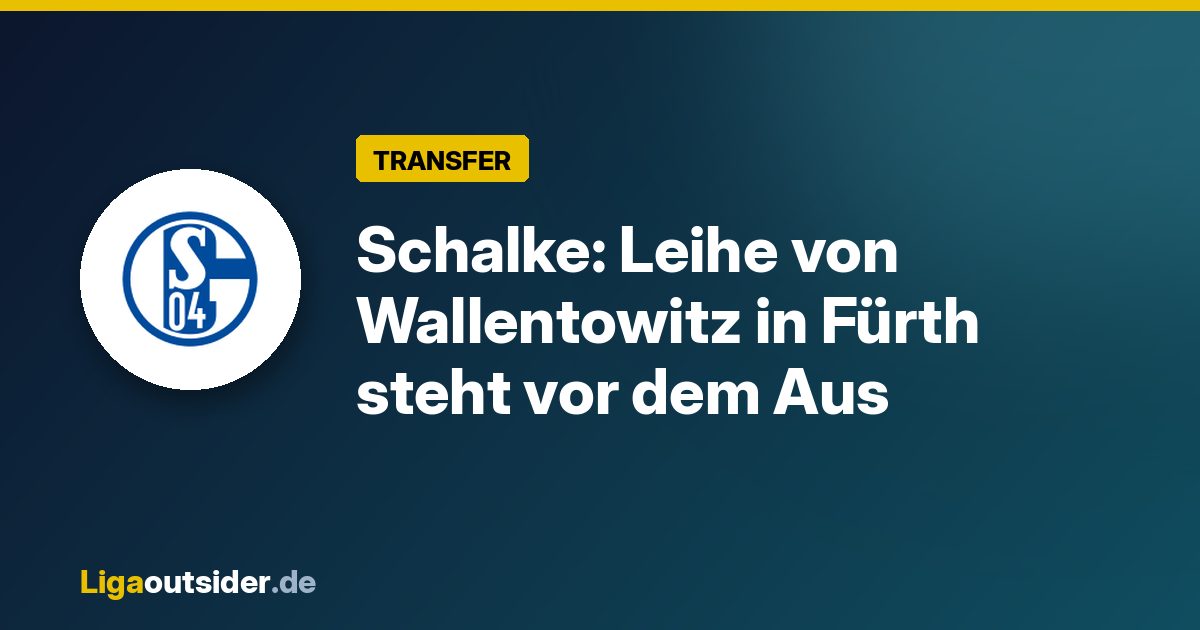 TRANSFER
S
04
Schalke: Leihe von
Wallentowitz in Fürth
steht vor dem Aus
Ligaoutsider.de